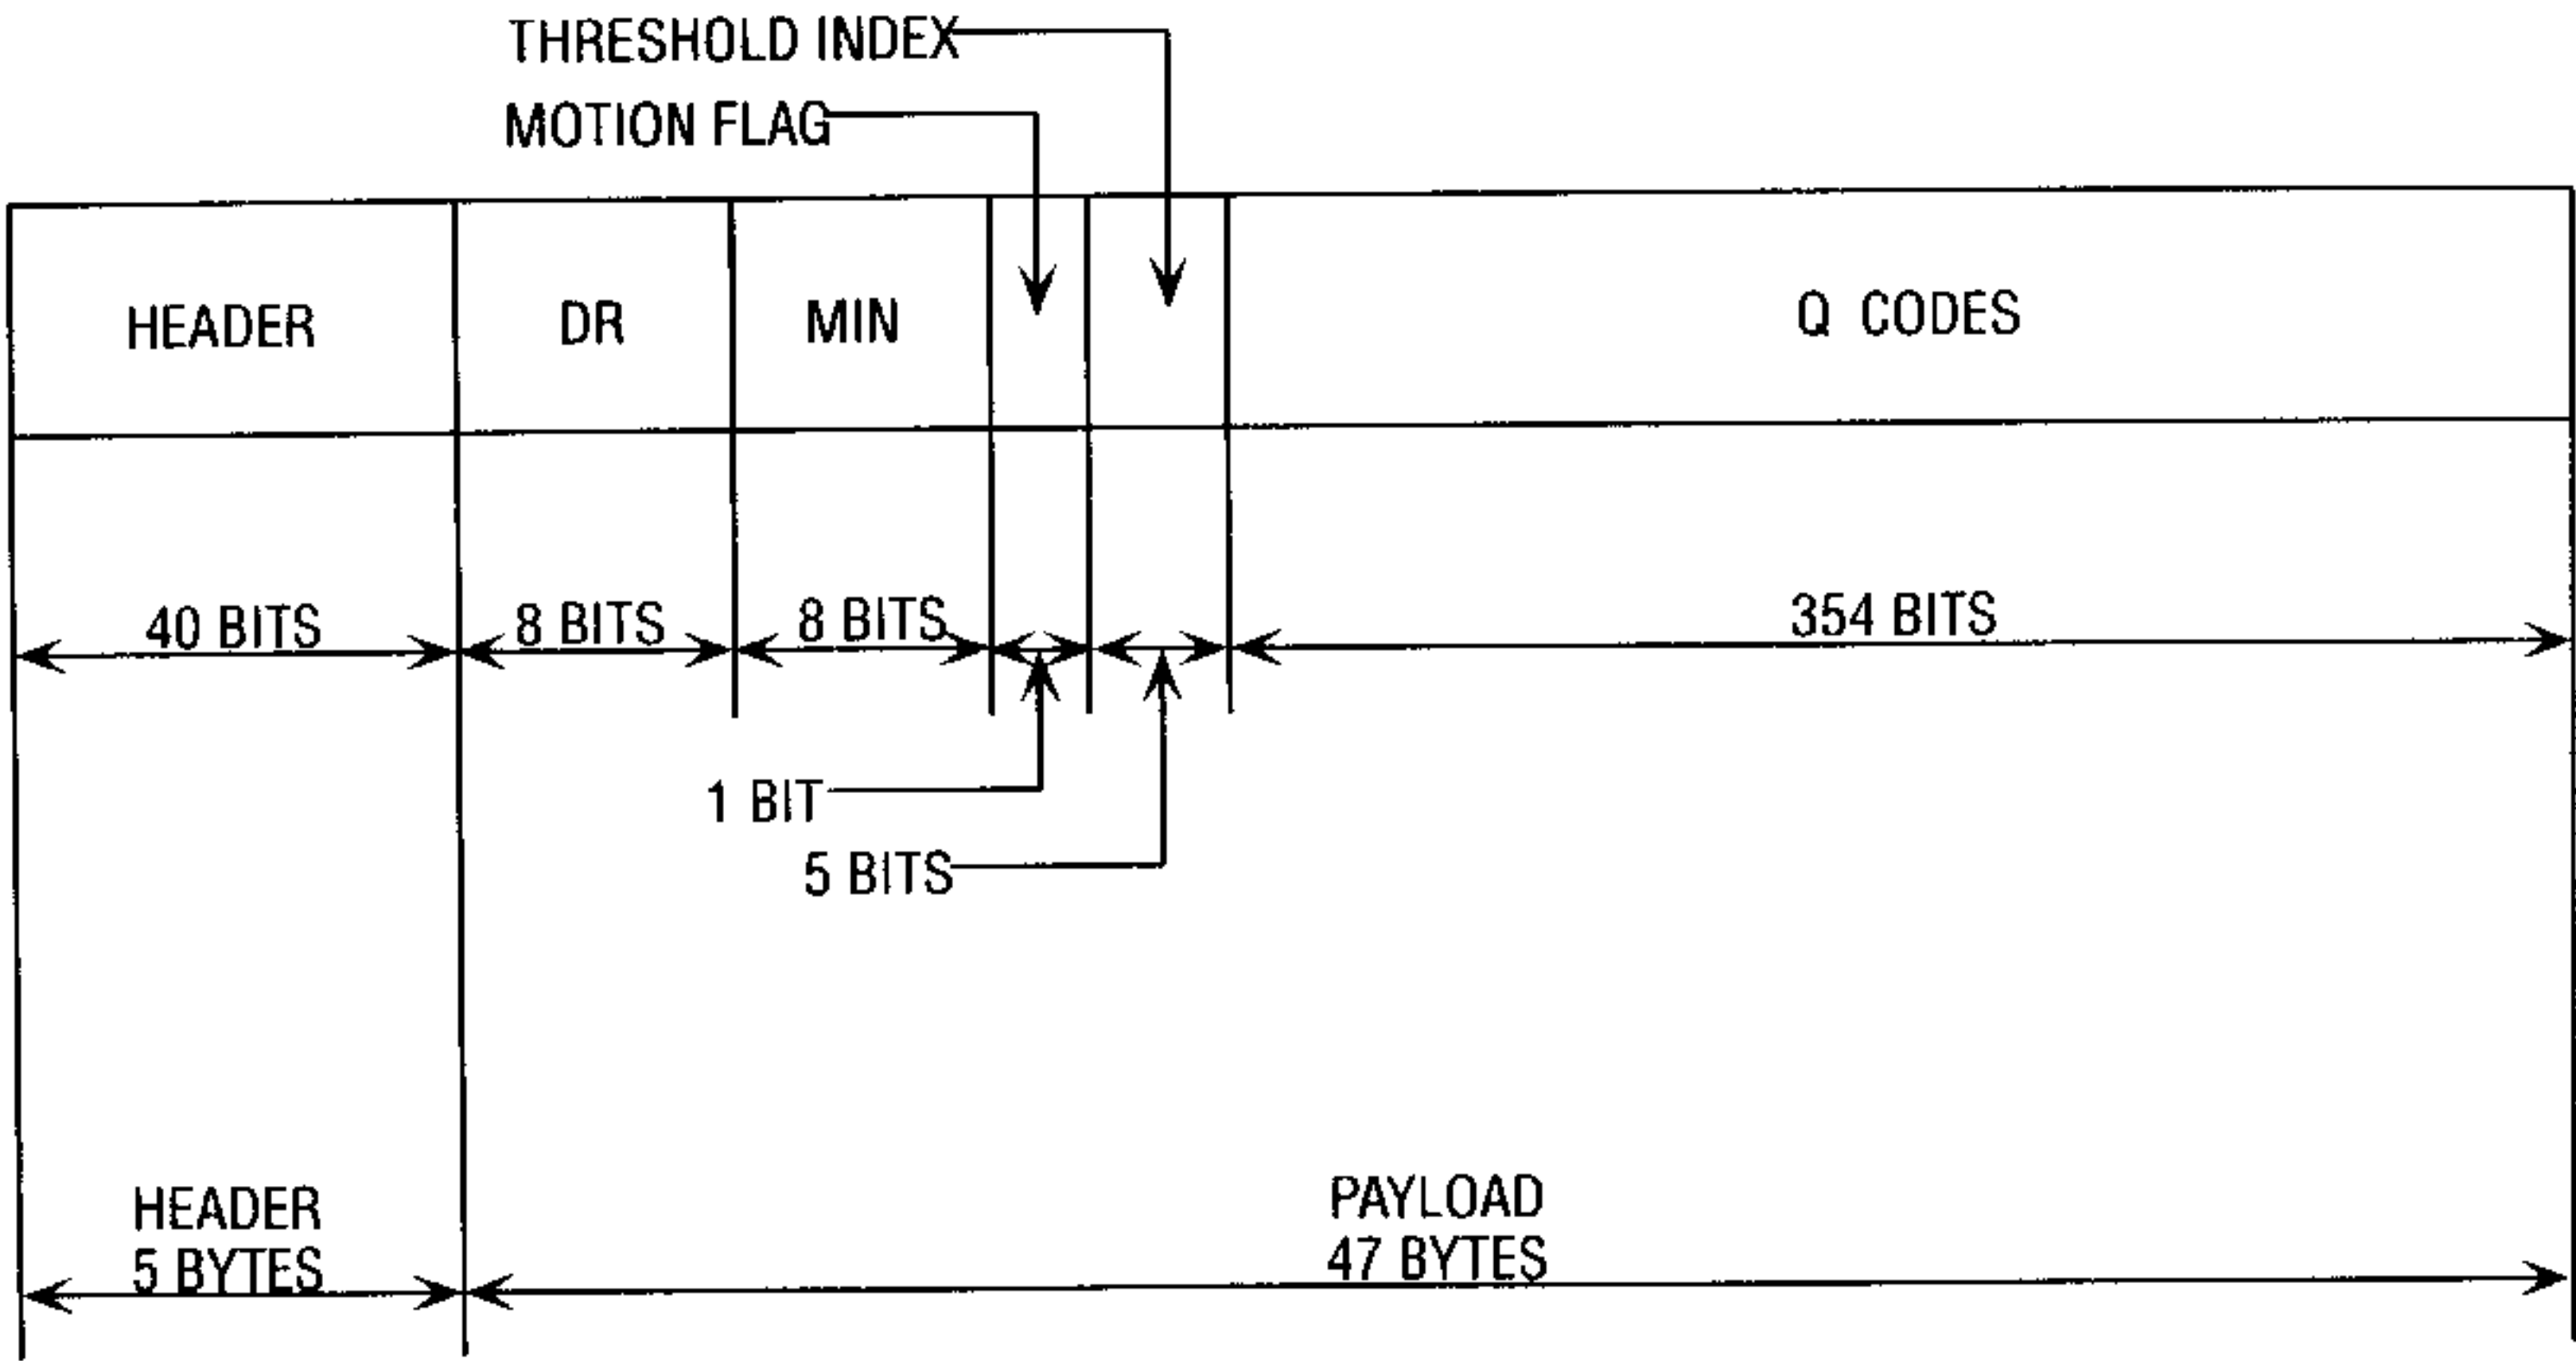 THRESHOLD INDEX
MOTION FLAG
HEADER
DR
MIN
Q CODES
40 BITS
8 BITS
8 BITS
354 BITS
1 BIT
5 BITS
HEADER
5 BYTES
PAYLOAD
47 BYTES